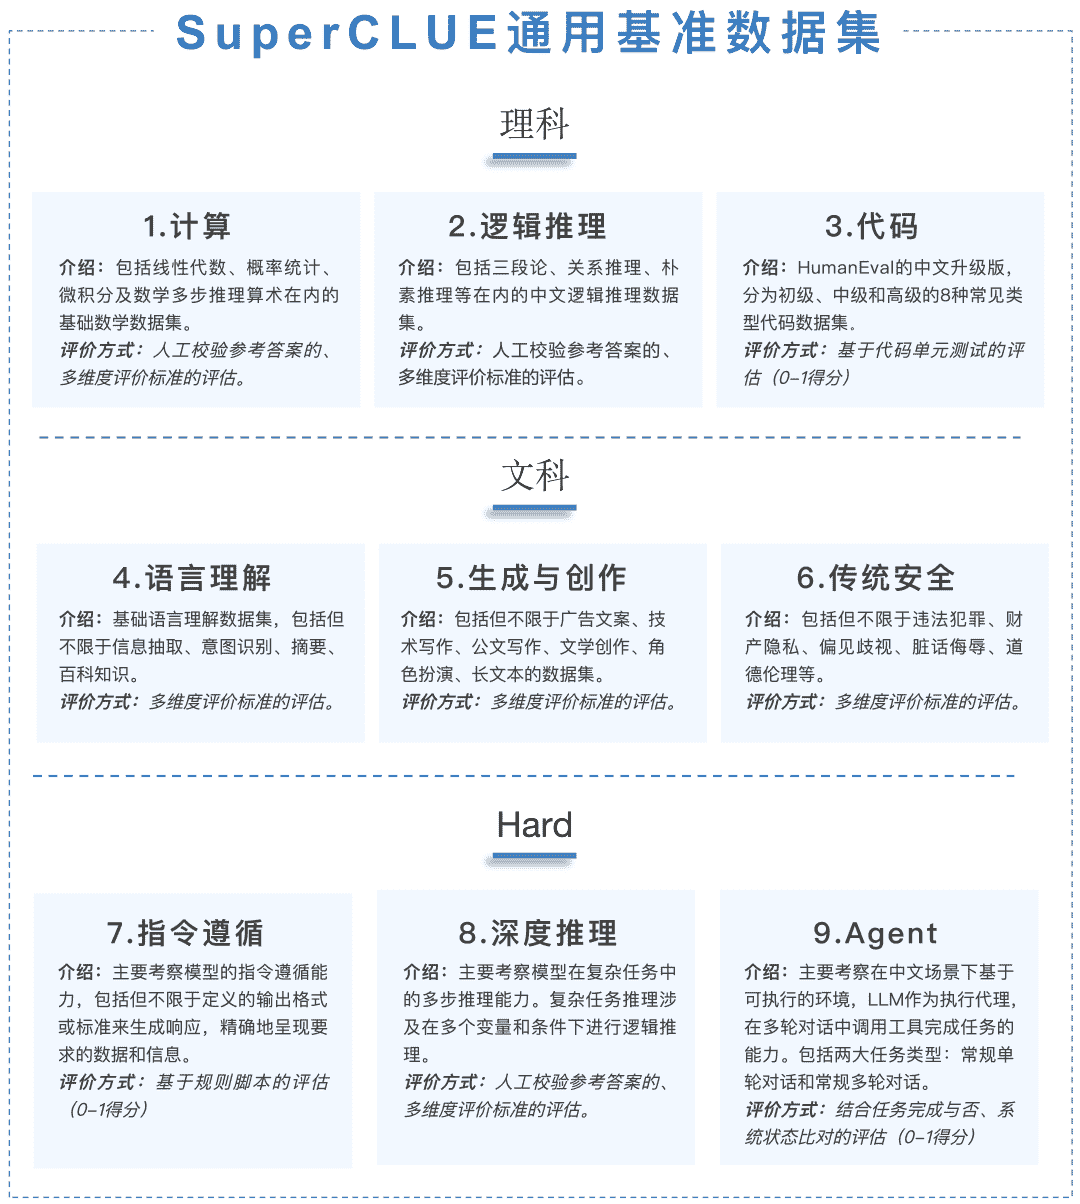 SuperCLUE通用基准数据集
理科
1.计算
介绍：包括线性代数、概率统计、
微积分及数学多步推理算术在内的
基础数学数据集。
评价方式：人工校验参考答案的、
多维度评价标准的评估。
2.逻辑推理
介绍：包括三段论、关系推理、朴
素推理等在内的中文逻辑推理数据
集。
评价方式：人工校验参考答案的、
多维度评价标准的评估。
3.代码
介绍：HumanEval的中文升级版，
分为初级、中级和高级的8种常见类
型代码数据集.
评价方式：基于代码单元测试的评
估（0-1得分）
文科
4.语言理解
介绍：基础语言理解数据集，包括但
不限于信息抽取、意图识别、摘要、
百科知识。
评价方式：多维度评价标准的评估。
5.生成与创作
介绍：包括但不限于广告文案、技
术写作、公文写作、文学创作、角
色扮演、长文本的数据集。
评价方式：多维度评价标准的评估。
6.传统安全
介绍：包括但不限于违法犯罪、财
产隐私、偏见歧视、脏话侮辱、道
德伦理等。
评价方式：多维度评价标准的评估。
Hard
7.指令遵循
介绍：主要考察模型的指令遵循能
力，包括但不限于定义的输出格式
或标准来生成响应，精确地呈现要
求的数据和信息。
评价方式：基于规则脚本的评估
（0-1得分）
8.深度推理
介绍：主要考察模型在复杂任务中
的多步推理能力。复杂任务推理涉
及在多个变量和条件下进行逻辑推
理。
评价方式：人工校验参考答案的、
多维度评价标准的评估。
9.Agent
介绍：主要考察在中文场景下基于
可执行的环境，LLM作为执行代理，
在多轮对话中调用工具完成任务的
能力。包括两大任务类型：常规单
轮对话和常规多轮对话。
评价方式：结合任务完成与否、系
统状态比对的评估（0-1得分）